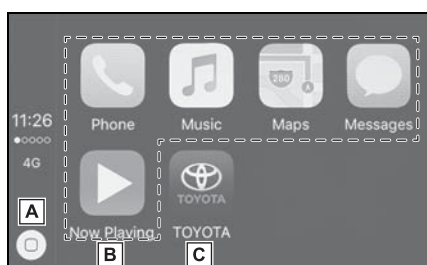 280
Phone Music Maps Messages
11:26
4G
TOYOTA
A
Now Playing TOYOTA
B C